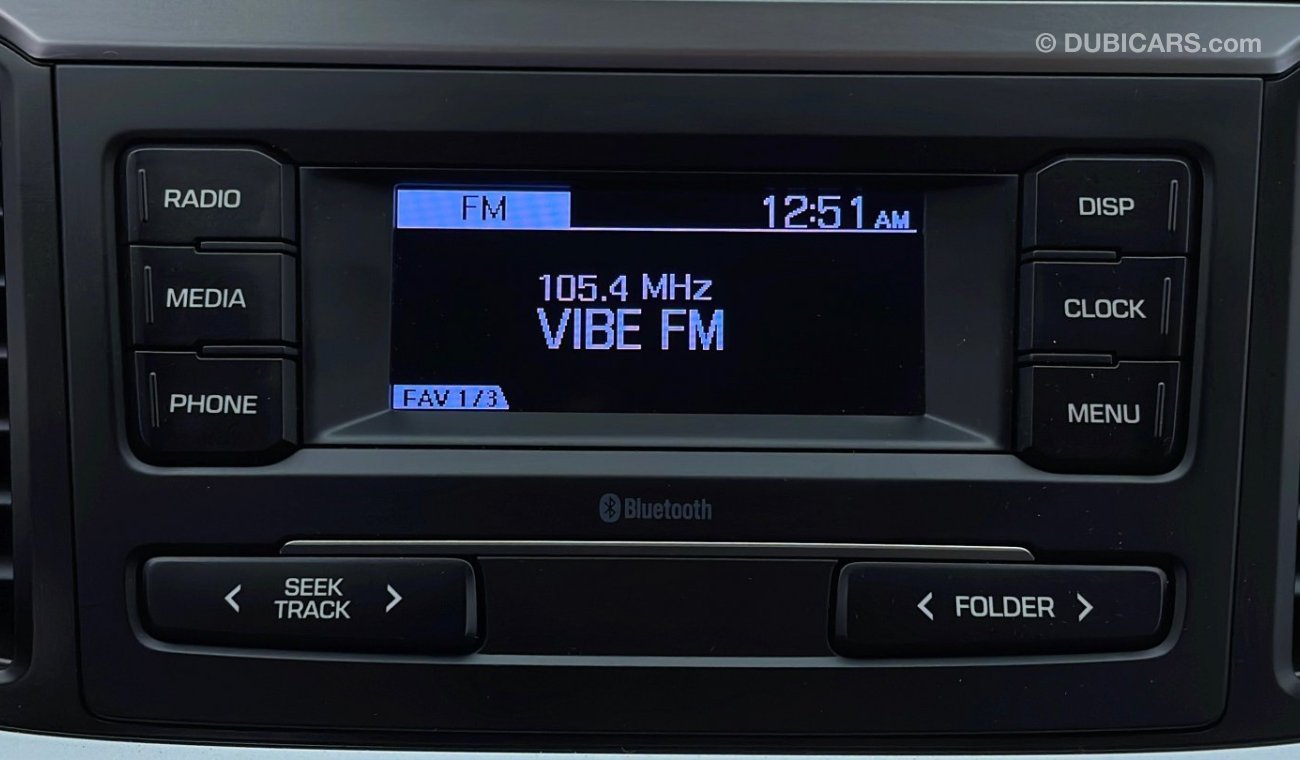 © DUBICARS.com
RADIO
MEDIA
PHONE
FM 12:51 AM
105.4 MHz
VIBE FM
FAV 1/3
DISP
CLOCK
MENU
Bluetooth
< SEEK >
TRACK
< FOLDER >